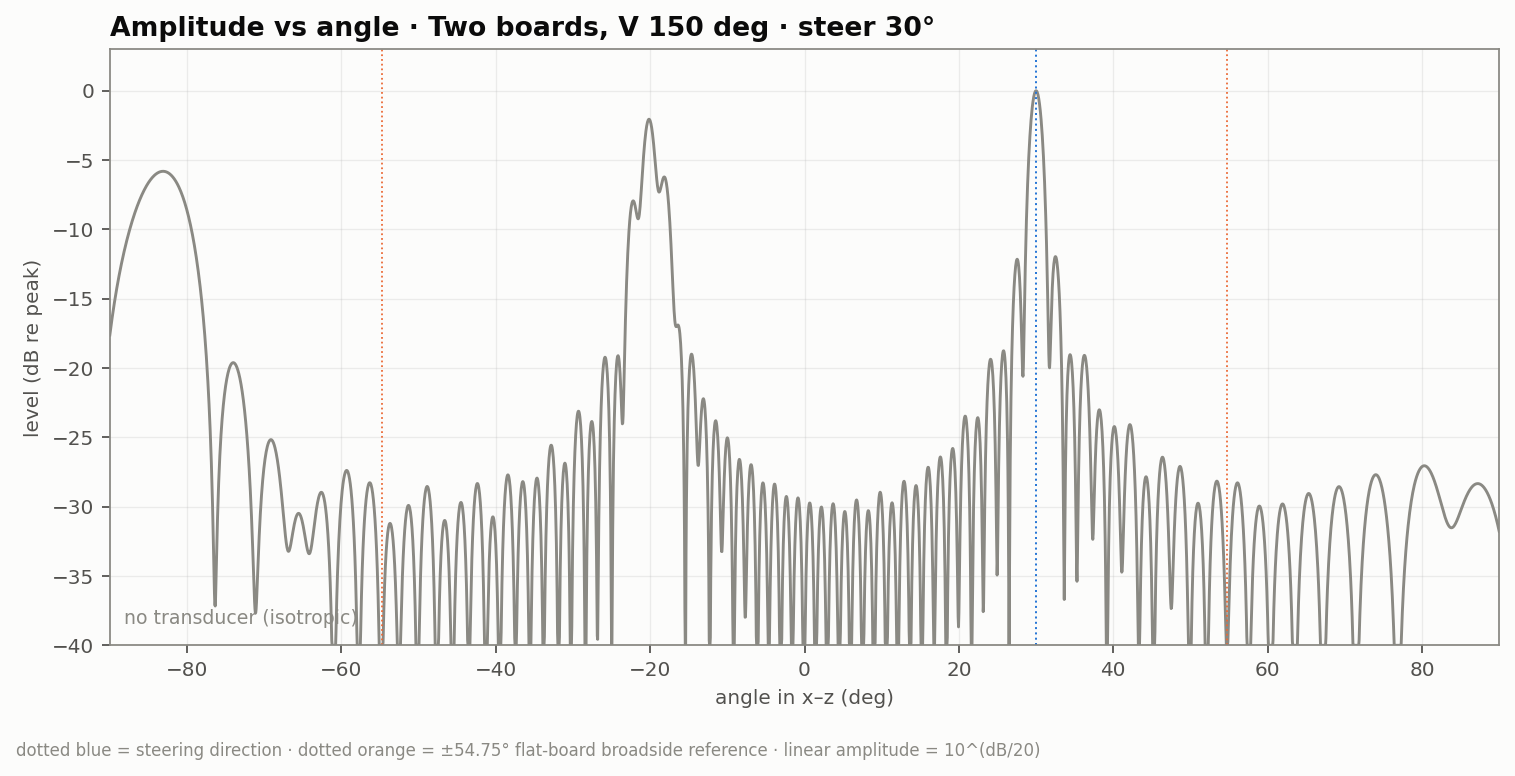 Amplitude vs angle · Two boards, V 150 deg · steer 30°
level (dB re peak)
0
−5
−10
−15
−20
−25
−30
−35
−40
no transducer (isotropic)
−80 −60 −40 −20 0 20 40 60 80
angle in x–z (deg)
dotted blue = steering direction · dotted orange = ±54.75° flat-board broadside reference · linear amplitude = 10^(dB/20)